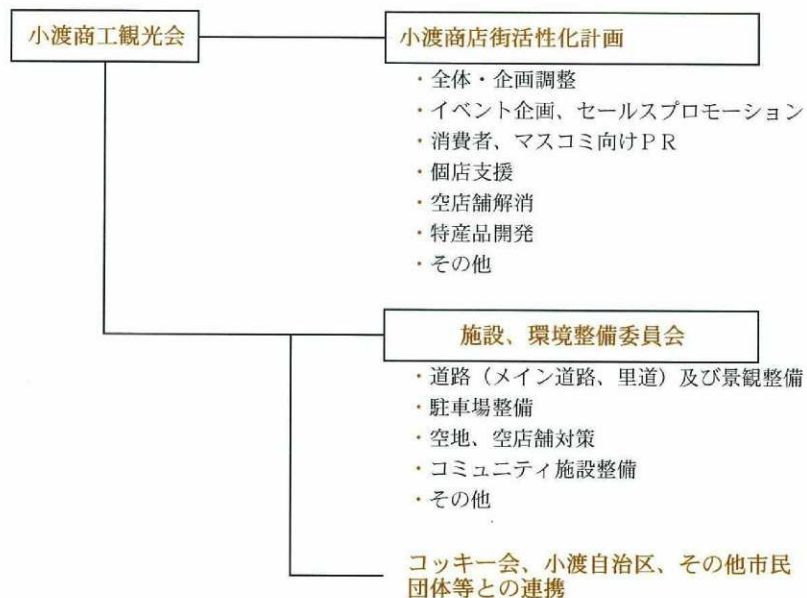 小渡商工観光会
小渡商店街活性化計画
・全体・企画調整
・イベント企画、セールスプロモーション
・消費者、マスコミ向けPR
・個店支援
・空店舗解消
・特産品開発
・その他
施設、環境整備委員会
・道路（メイン道路、里道）及び景観整備
・駐車場整備
・空地、空店舗対策
・コミュニティ施設整備
・その他
コッキー会、小渡自治区、その他市民
団体等との連携